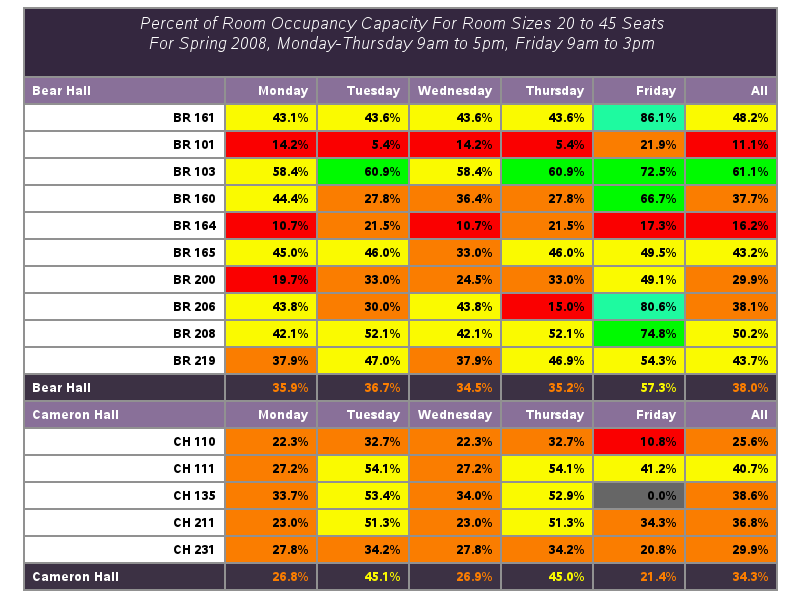 Percent of Room Occupancy Capacity For Room Sizes 20 to 45 Seats
For Spring 2008, Monday-Thursday 9am to 5pm, Friday 9am to 3pm
Bear Hall Monday Tuesday Wednesday Thursday Friday All
BR 161 43.1% 43.6% 43.6% 43.6% 86.1% 48.2%
BR 101 14.2% 5.4% 14.2% 5.4% 21.9% 11.1%
BR 103 58.4% 60.9% 58.4% 60.9% 72.5% 61.1%
BR 160 44.4% 27.8% 36.4% 27.8% 66.7% 37.7%
BR 164 10.7% 21.5% 10.7% 21.5% 17.3% 16.2%
BR 165 45.0% 46.0% 33.0% 46.0% 49.5% 43.2%
BR 200 19.7% 33.0% 24.5% 33.0% 49.1% 29.9%
BR 206 43.8% 30.0% 43.8% 15.0% 80.6% 38.1%
BR 208 42.1% 52.1% 42.1% 52.1% 74.8% 50.2%
BR 219 37.9% 47.0% 37.9% 46.9% 54.3% 43.7%
Bear Hall 35.9% 36.7% 34.5% 35.2% 57.3% 38.0%
Cameron Hall Monday Tuesday Wednesday Thursday Friday All
CH 110 22.3% 32.7% 22.3% 32.7% 10.8% 25.6%
CH 111 27.2% 54.1% 27.2% 54.1% 41.2% 40.7%
CH 135 33.7% 53.4% 34.0% 52.9% 0.0% 38.6%
CH 211 23.0% 51.3% 23.0% 51.3% 34.3% 36.8%
CH 231 27.8% 34.2% 27.8% 34.2% 20.8% 29.9%
Cameron Hall 26.8% 45.1% 26.9% 45.0% 21.4% 34.3%